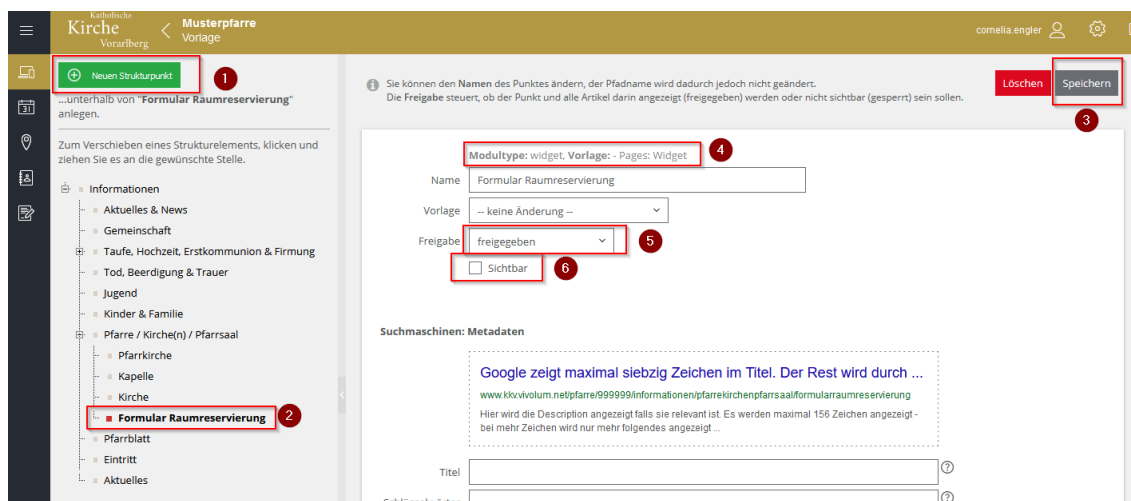 Katholische
Kirche
Vorarlberg
Musterpfarre
Vorlage
cornelia.engler
Neuen Strukturpunkt
1
...unterhalb von "Formular Raumreservierung"
anlegen.
Zum Verschieben eines Strukturelements, klicken und
ziehen Sie es an die gewünschte Stelle.
Informationen
Aktuelles & News
Gemeinschaft
Taufe, Hochzeit, Erstkommunion & Firmung
Tod, Beerdigung & Trauer
Jugend
Kinder & Familie
Pfarre / Kirche(n) / Pfarrsaal
Pfarrkirche
Kapelle
Kirche
Formular Raumreservierung
2
Pfarrblatt
Eintritt
Aktuelles
Sie können den Namen des Punktes ändern, der Pfadname wird dadurch jedoch nicht geändert.
Die Freigabe steuert, ob der Punkt und alle Artikel darin angezeigt (freigegeben) werden oder nicht sichtbar (gesperrt) sein sollen.
Löschen
Speichern
3
Modultype: widget, Vorlage: - Pages: Widget
4
Name Formular Raumreservierung
Vorlage -- keine Änderung --
Freigabe freigegeben
5
Sichtbar
6
Suchmaschinen: Metadaten
Google zeigt maximal siebzig Zeichen im Titel. Der Rest wird durch ...
www.kkvvivolum.net/pfarre/999999/informationen/pfarrekirchenpfarrsaal/formularraumreservierung
Hier wird die Description angezeigt falls sie relevant ist. Es werden maximal 156 Zeichen angezeigt -
bei mehr Zeichen wird nur mehr folgendes angezeigt ...
Titel